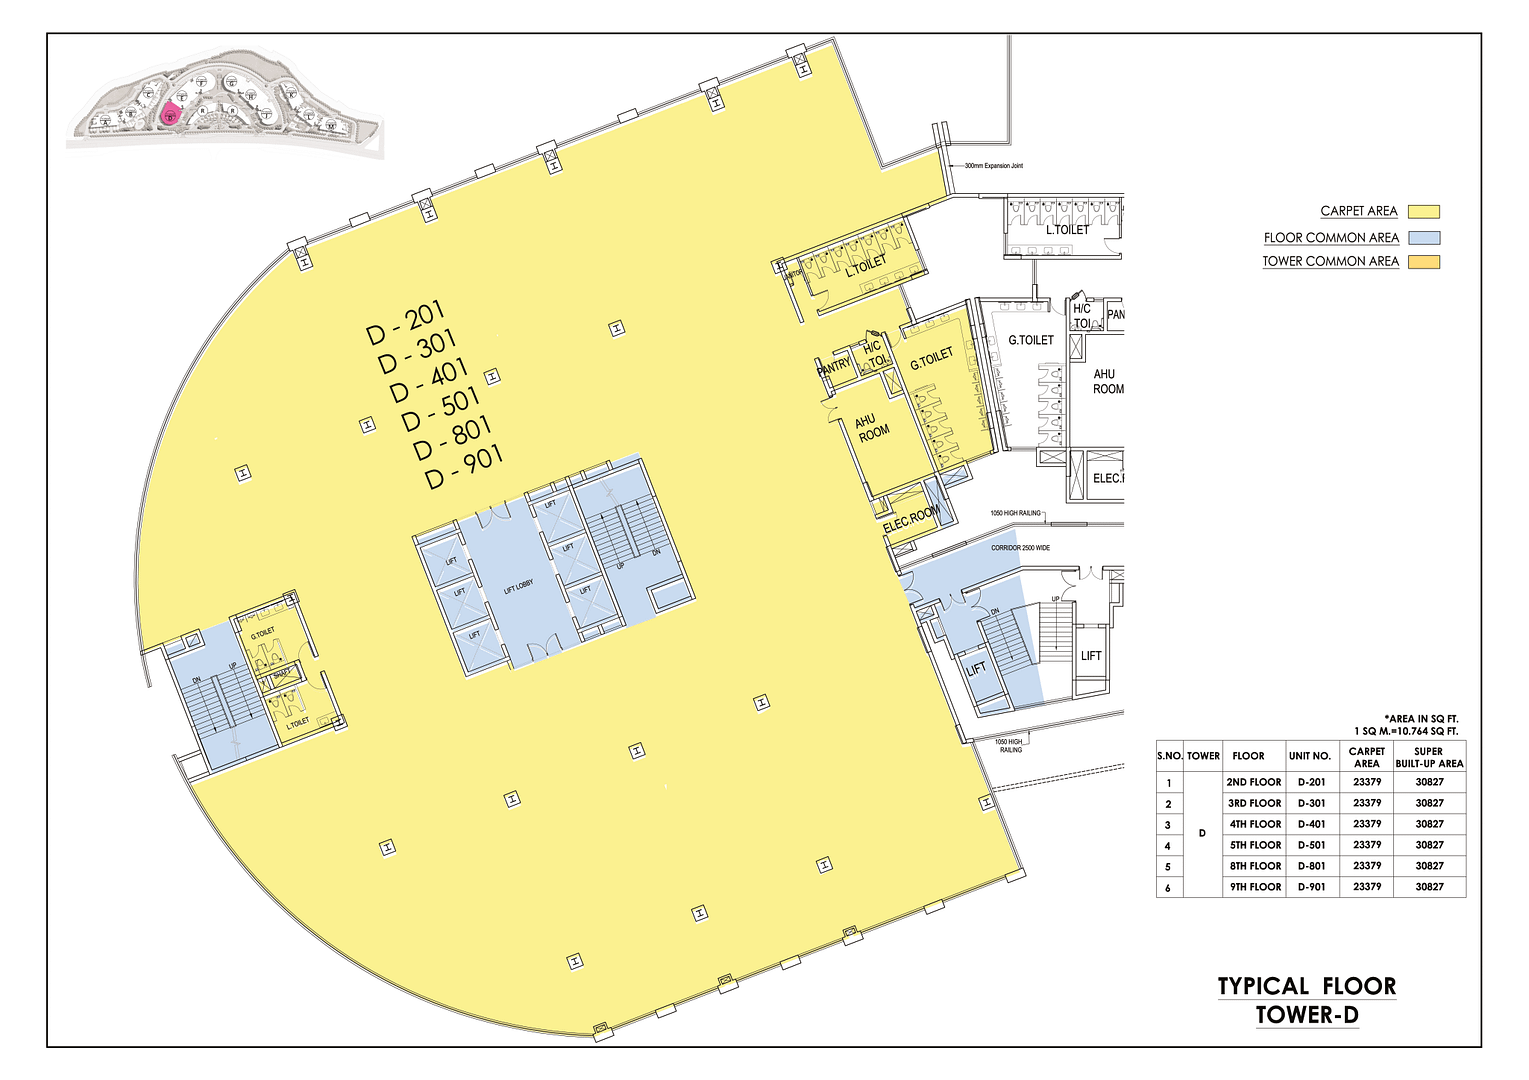 300mm Expansion Joint
CARPET AREA
FLOOR COMMON AREA
TOWER COMMON AREA
L.TOILET
L.TOILET
D - 201
D - 301
D - 401
D - 501
D - 801
D - 901
H/C
TOI.
PANTRY
G.TOILET
AHU
ROOM
ELEC.ROOM
G.TOILET
H/C
TOI.
PAN
AHU
ROOM
ELEC.
1050 HIGH RAILING
CORRIDOR 2500 WIDE
LIFT
LIFT
LIFT
LIFT LOBBY
LIFT
LIFT
LIFT
UP
DN
G.TOILET
SHAFT
L.TOILET
UP
DN
UP
DN
LIFT
LIFT
1050 HIGH
RAILING
*AREA IN SQ FT.
1 SQ M.=10.764 SQ FT.
S.NO. TOWER FLOOR UNIT NO. CARPET AREA SUPER BUILT-UP AREA
1 2ND FLOOR D-201 23379 30827
2 3RD FLOOR D-301 23379 30827
3 4TH FLOOR D-401 23379 30827
D
4 5TH FLOOR D-501 23379 30827
5 8TH FLOOR D-801 23379 30827
6 9TH FLOOR D-901 23379 30827
TYPICAL FLOOR
TOWER-D